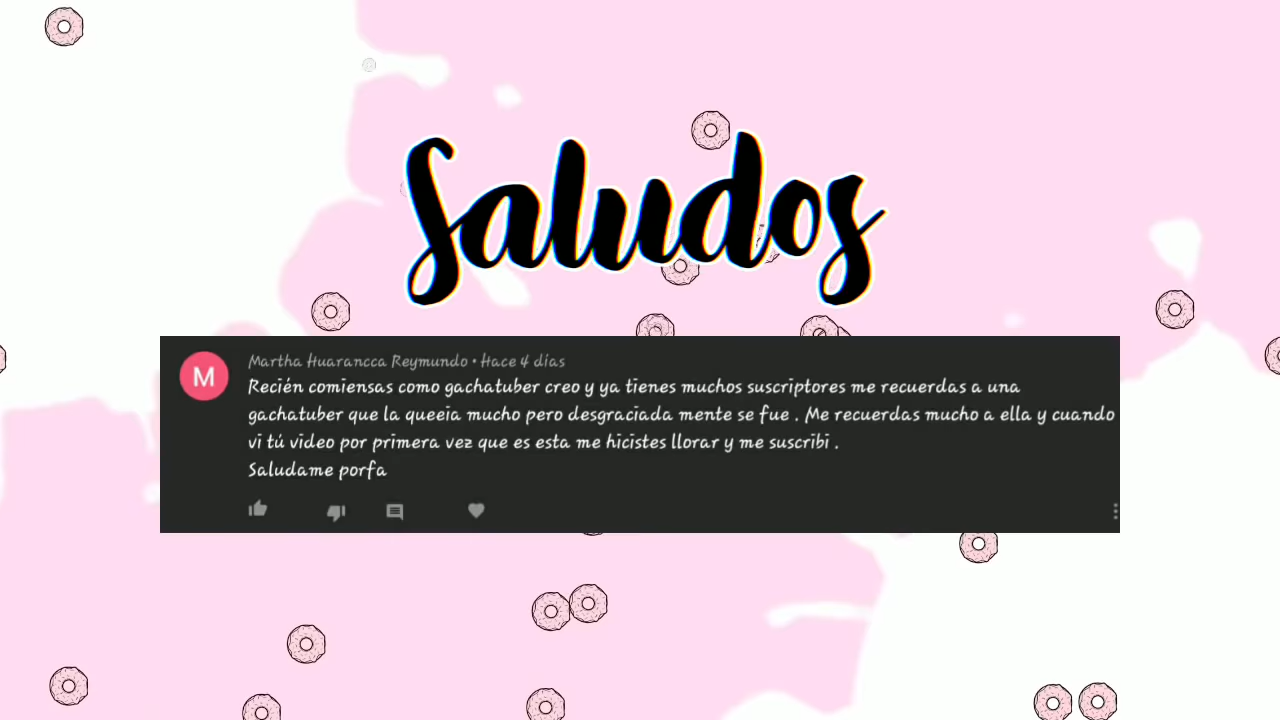 Saludos
Martha Huarancca Reymundo • Hace 4 días
M
Recién comiensas como gachatuber creo y ya tienes muchos suscriptores me recuerdas a una
gachatuber que la queeia mucho pero desgraciada mente se fue . Me recuerdas mucho a ella y cuando
vi tú video por primera vez que es esta me hicistes llorar y me suscribi .
Saludame porfa